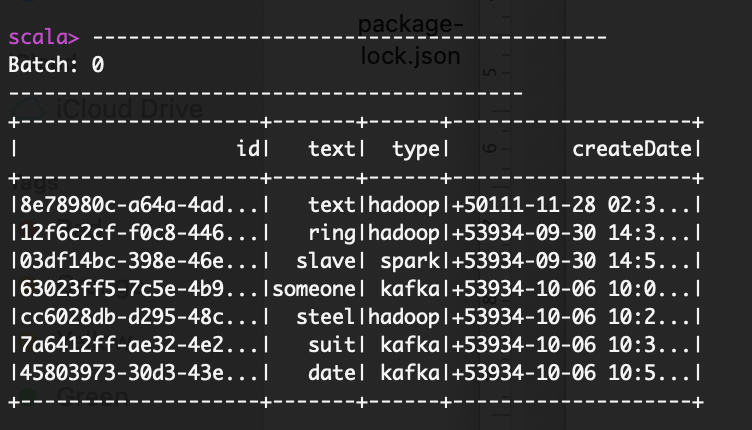 package-
scala> ----------------------------------------------
lock.json
Batch: 0
----------------------------------------------
iCloud Drive
+--------------------+-------+------+--------------------+
|                  id|   text|  type|          createDate|
+--------------------+-------+------+--------------------+
|8e78980c-a64a-4ad...|   text|hadoop|+50111-11-28 02:3...|
|12f6c2cf-f0c8-446...|   ring|hadoop|+53934-09-30 14:3...|
|03df14bc-398e-46e...|  slave| spark|+53934-09-30 14:5...|
|63023ff5-7c5e-4b9...|someone| kafka|+53934-10-06 10:0...|
|cc6028db-d295-48c...|  steel|hadoop|+53934-10-06 10:2...|
|7a6412ff-ae32-4e2...|   suit| kafka|+53934-10-06 10:3...|
|45803973-30d3-43e...|   date| kafka|+53934-10-06 10:5...|
Green
+--------------------+-------+------+--------------------+